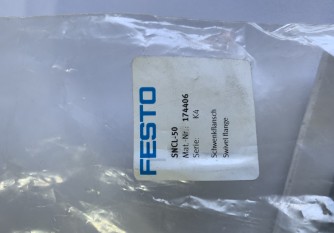 FESTO
SNCL-50
Mat.-Nr.: 174406
Serie: K4
Schwenkflansch
Swivel flange